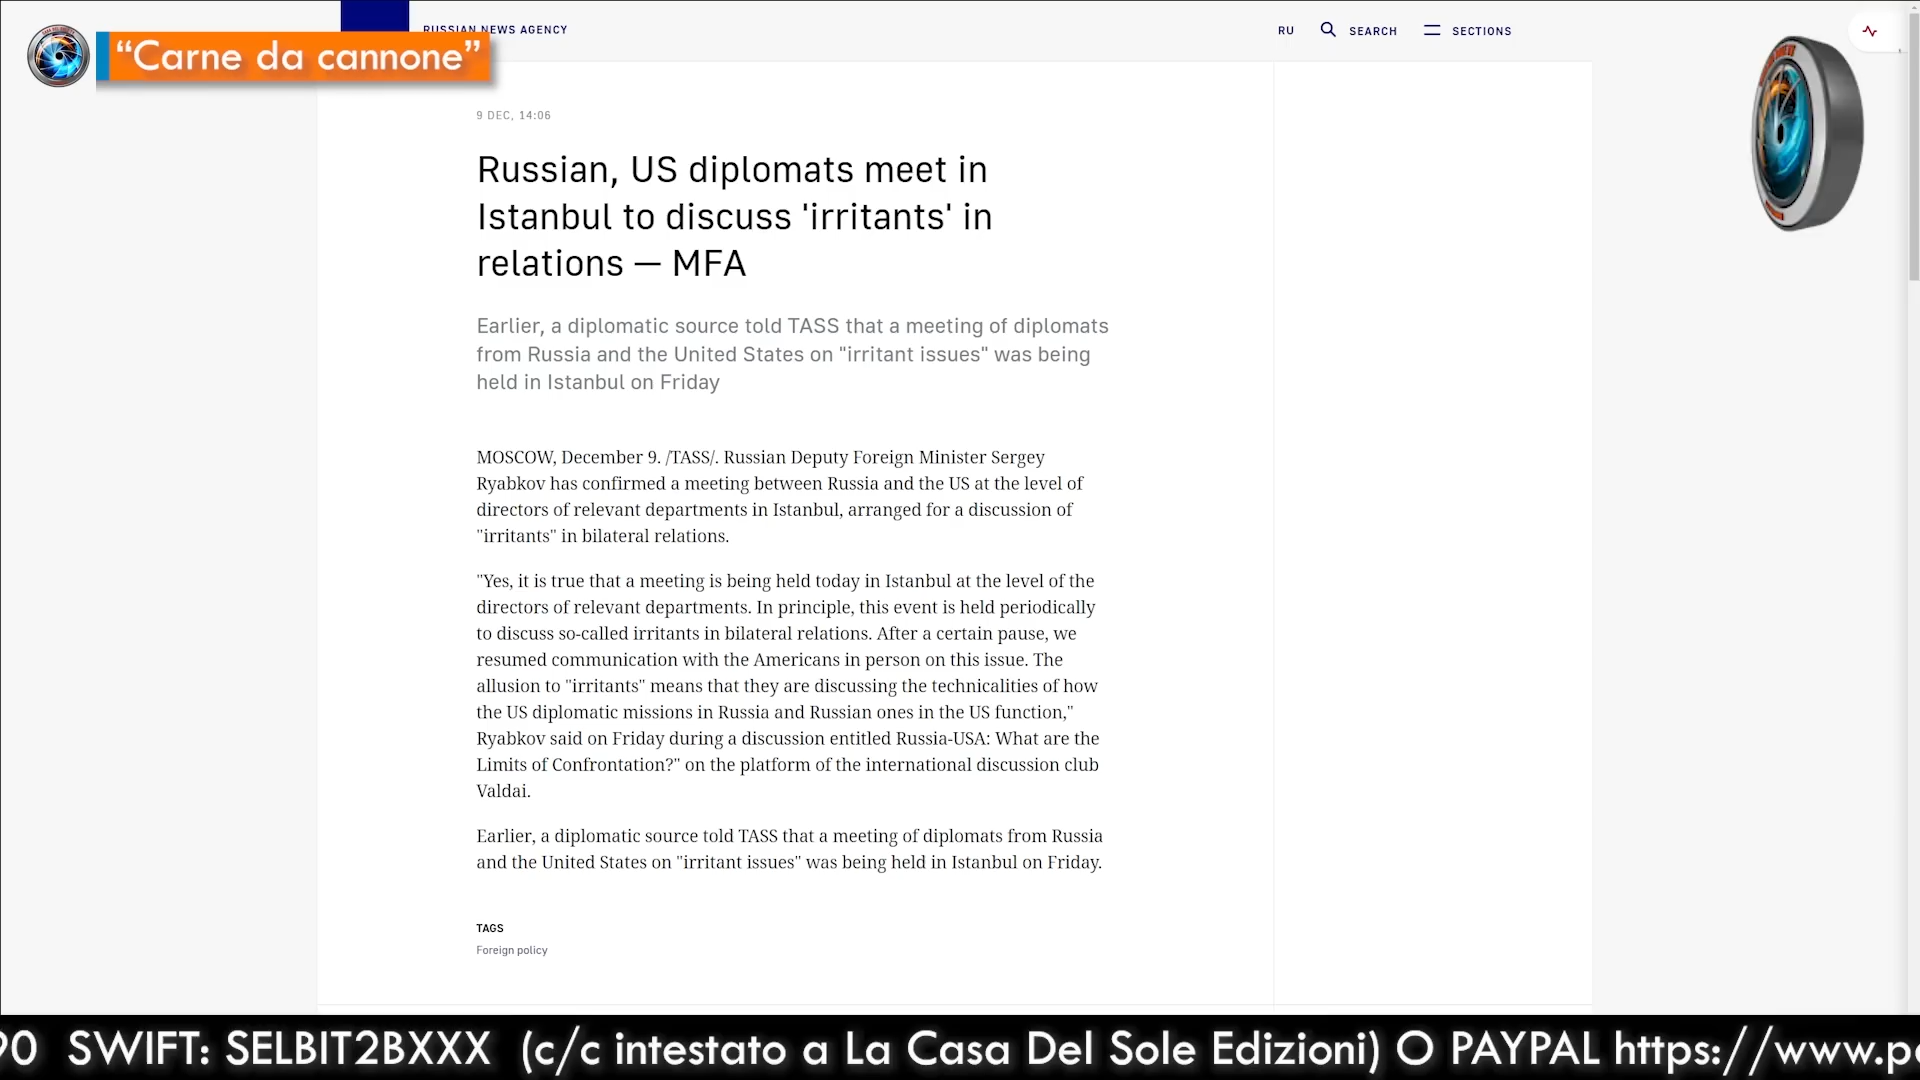 RUSSIAN NEWS AGENCY
RU
SEARCH
SECTIONS
“Carne da cannone”
9 DEC, 14:06
Russian, US diplomats meet in
Istanbul to discuss 'irritants' in
relations — MFA
Earlier, a diplomatic source told TASS that a meeting of diplomats
from Russia and the United States on "irritant issues" was being
held in Istanbul on Friday
MOSCOW, December 9. /TASS/. Russian Deputy Foreign Minister Sergey
Ryabkov has confirmed a meeting between Russia and the US at the level of
directors of relevant departments in Istanbul, arranged for a discussion of
"irritants" in bilateral relations.
"Yes, it is true that a meeting is being held today in Istanbul at the level of the
directors of relevant departments. In principle, this event is held periodically
to discuss so-called irritants in bilateral relations. After a certain pause, we
resumed communication with the Americans in person on this issue. The
allusion to "irritants" means that they are discussing the technicalities of how
the US diplomatic missions in Russia and Russian ones in the US function,"
Ryabkov said on Friday during a discussion entitled Russia-USA: What are the
Limits of Confrontation?" on the platform of the international discussion club
Valdai.
Earlier, a diplomatic source told TASS that a meeting of diplomats from Russia
and the United States on "irritant issues" was being held in Istanbul on Friday.
TAGS
Foreign policy
90 SWIFT: SELBIT2BXXX (c/c intestato a La Casa Del Sole Edizioni) O PAYPAL https://www.p